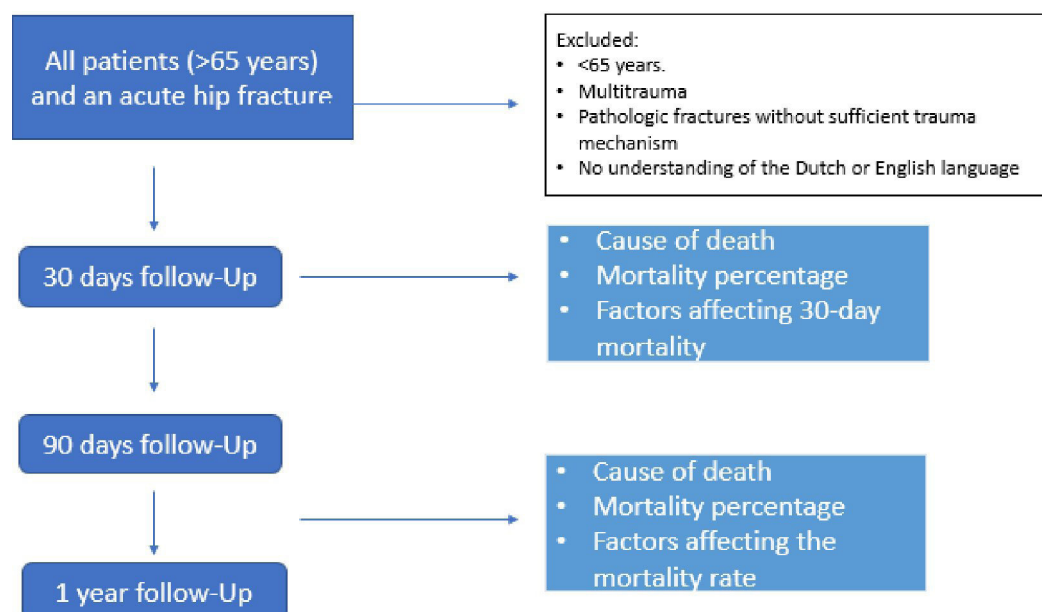 All patients (>65 years)
and an acute hip fracture
Excluded:
• <65 years.
• Multitrauma
• Pathologic fractures without sufficient trauma
mechanism
• No understanding of the Dutch or English language
30 days follow-Up
• Cause of death
• Mortality percentage
• Factors affecting 30-day
mortality
90 days follow-Up
• Cause of death
• Mortality percentage
• Factors affecting the
mortality rate
1 year follow-Up